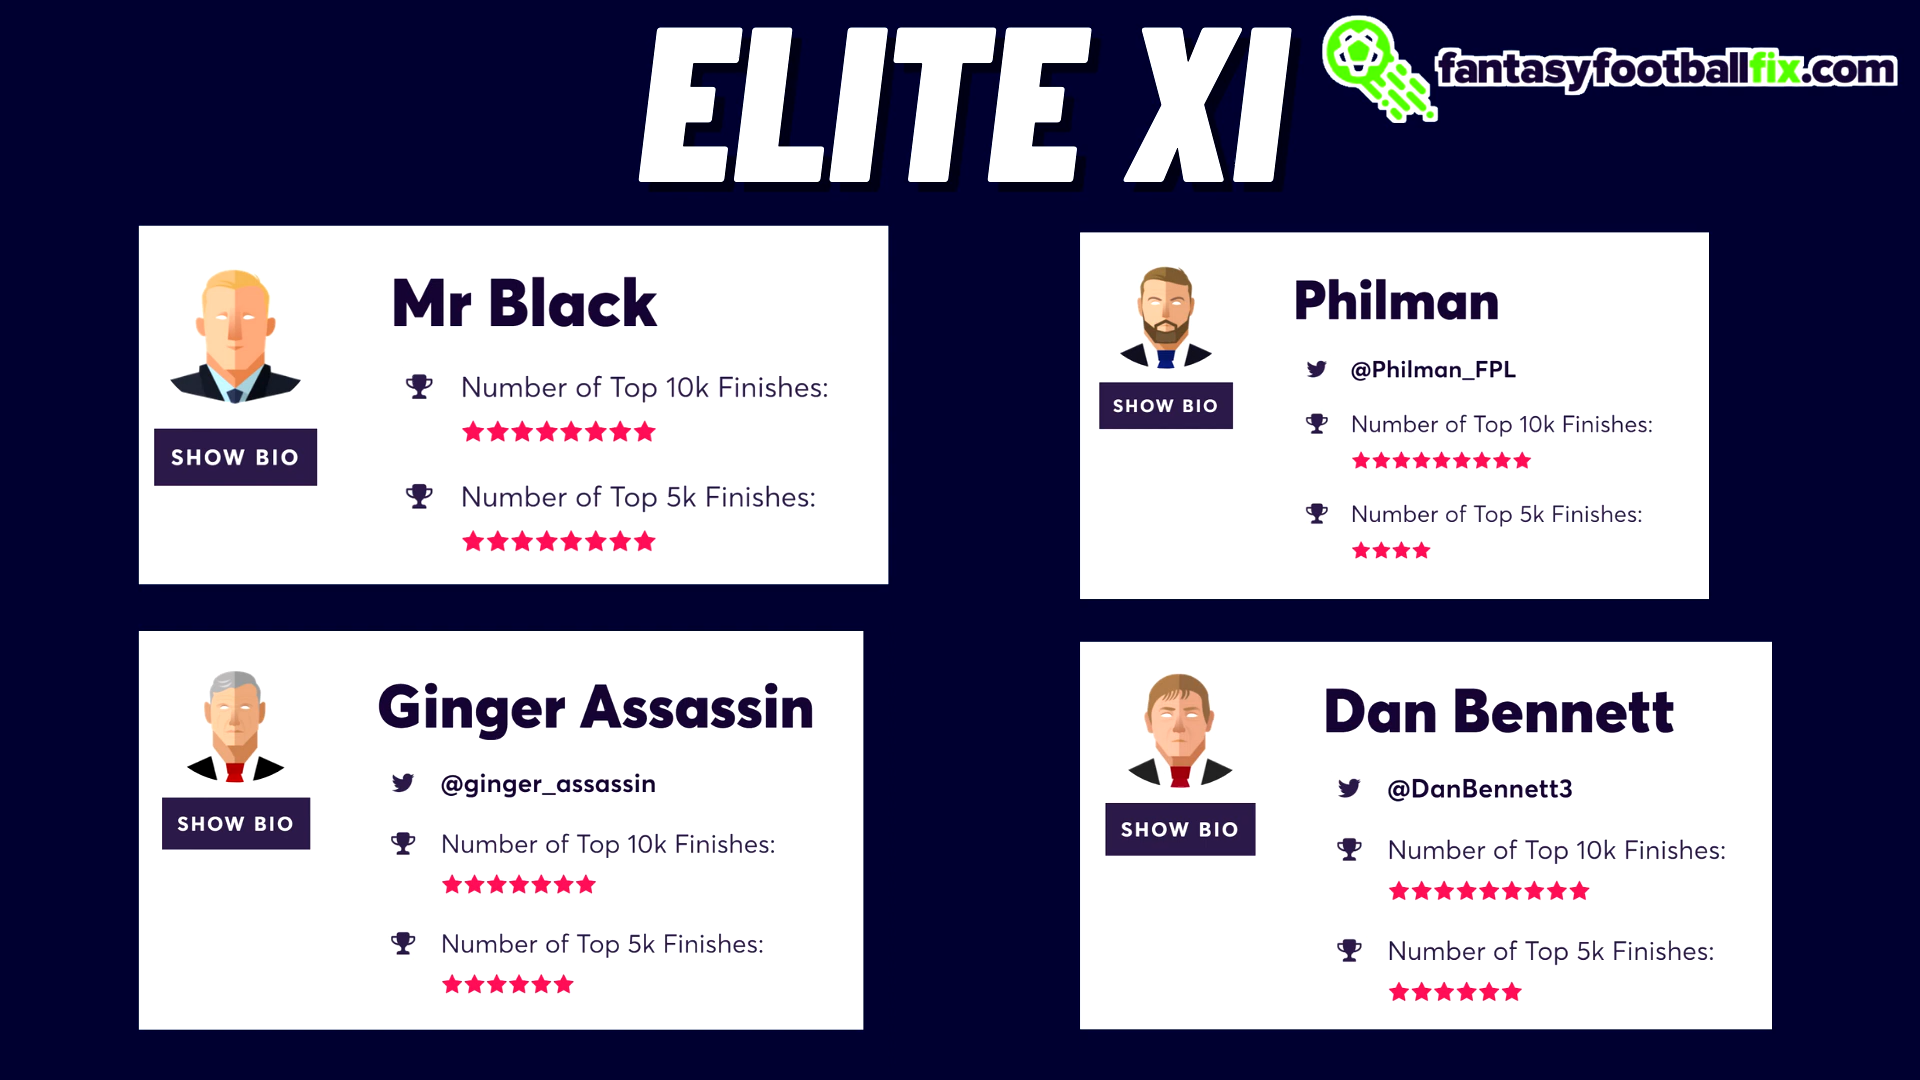 ELITE XI
fantasyfootballfix.com
Mr Black
Number of Top 10k Finishes:
Number of Top 5k Finishes:
SHOW BIO
Philman
@Philman_FPL
Number of Top 10k Finishes:
Number of Top 5k Finishes:
SHOW BIO
Ginger Assassin
@ginger_assassin
Number of Top 10k Finishes:
Number of Top 5k Finishes:
SHOW BIO
Dan Bennett
@DanBennett3
Number of Top 10k Finishes:
Number of Top 5k Finishes:
SHOW BIO